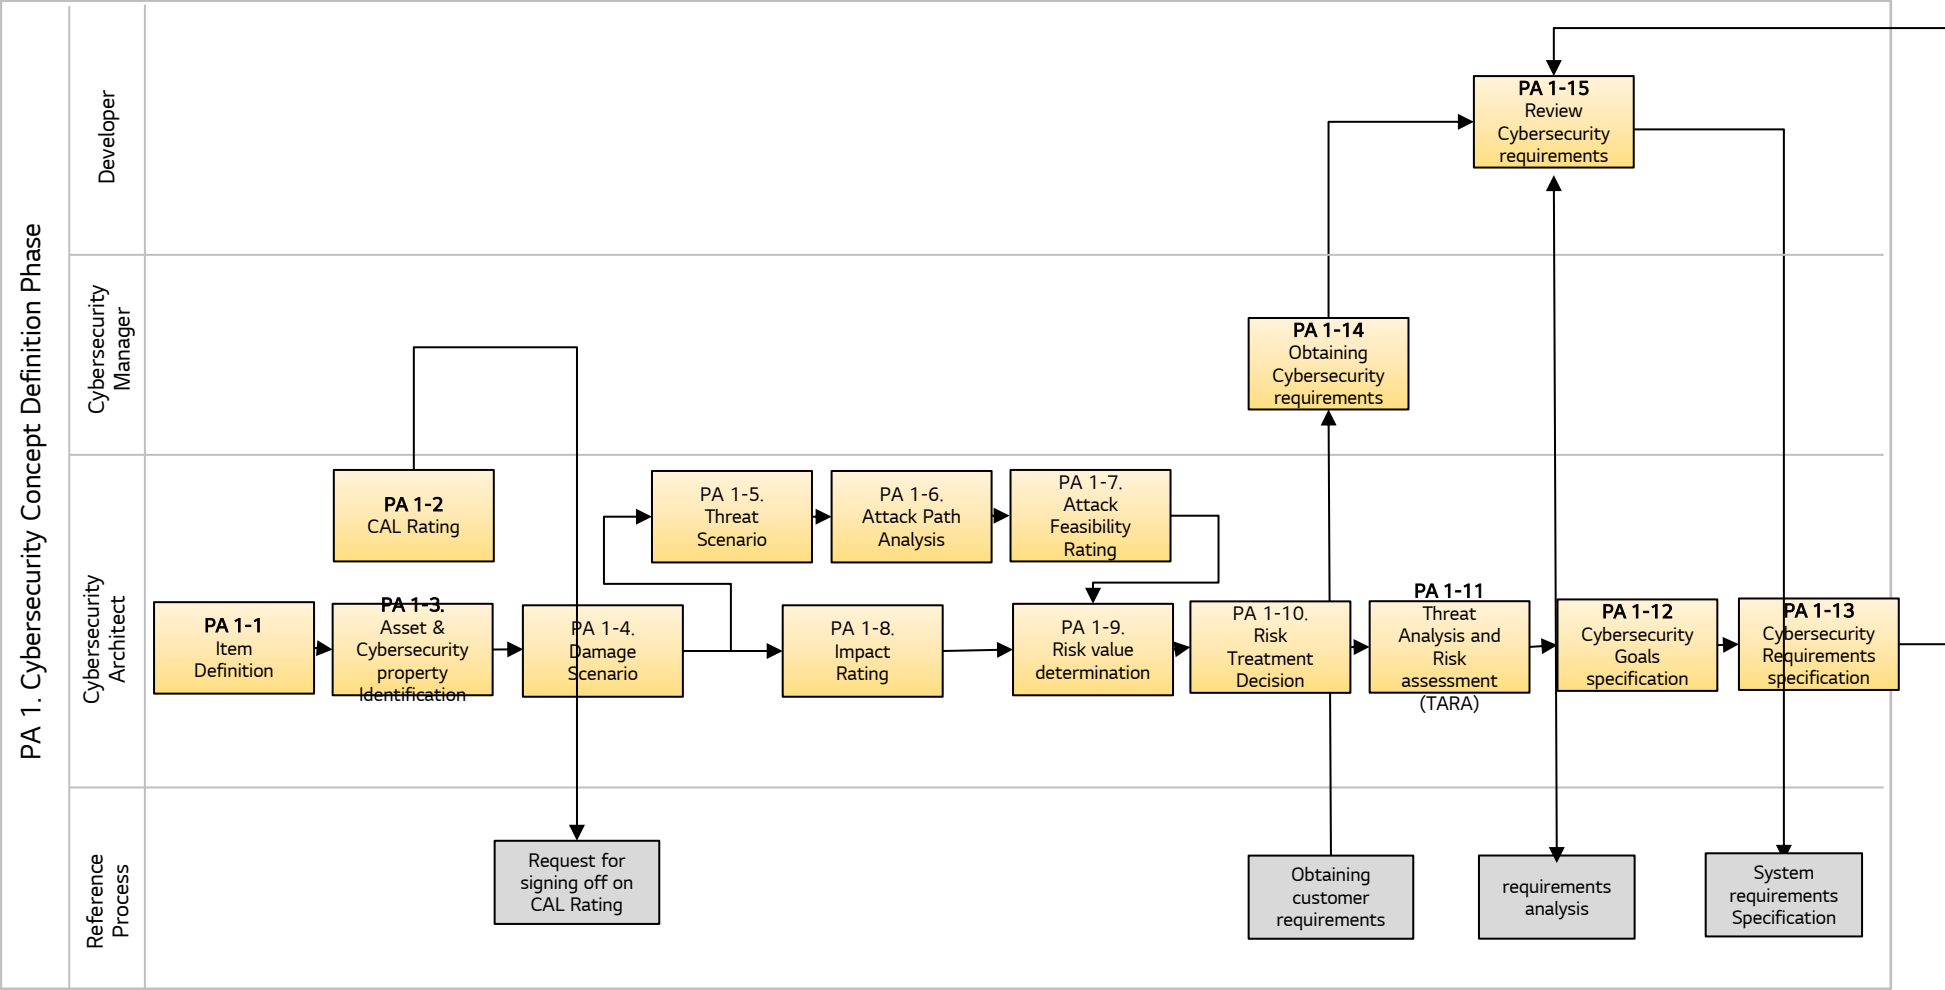 PA 1. Cybersecurity Concept Definition Phase
Developer
PA 1-15
Review
Cybersecurity
requirements
Cybersecurity
Manager
PA 1-14
Obtaining
Cybersecurity
requirements
Cybersecurity
Architect
PA 1-2
CAL Rating
PA 1-5.
Threat
Scenario
PA 1-6.
Attack Path
Analysis
PA 1-7.
Attack
Feasibility
Rating
PA 1-1
Item
Definition
PA 1-3.
Asset &
Cybersecurity
property
Identification
PA 1-4.
Damage
Scenario
PA 1-8.
Impact
Rating
PA 1-9.
Risk value
determination
PA 1-10.
Risk
Treatment
Decision
PA 1-11
Threat
Analysis and
Risk
assessment
(TARA)
PA 1-12
Cybersecurity
Goals
specification
PA 1-13
Cybersecurity
Requirements
specification
Reference
Process
Request for
signing off on
CAL Rating
Obtaining
customer
requirements
requirements
analysis
System
requirements
Specification